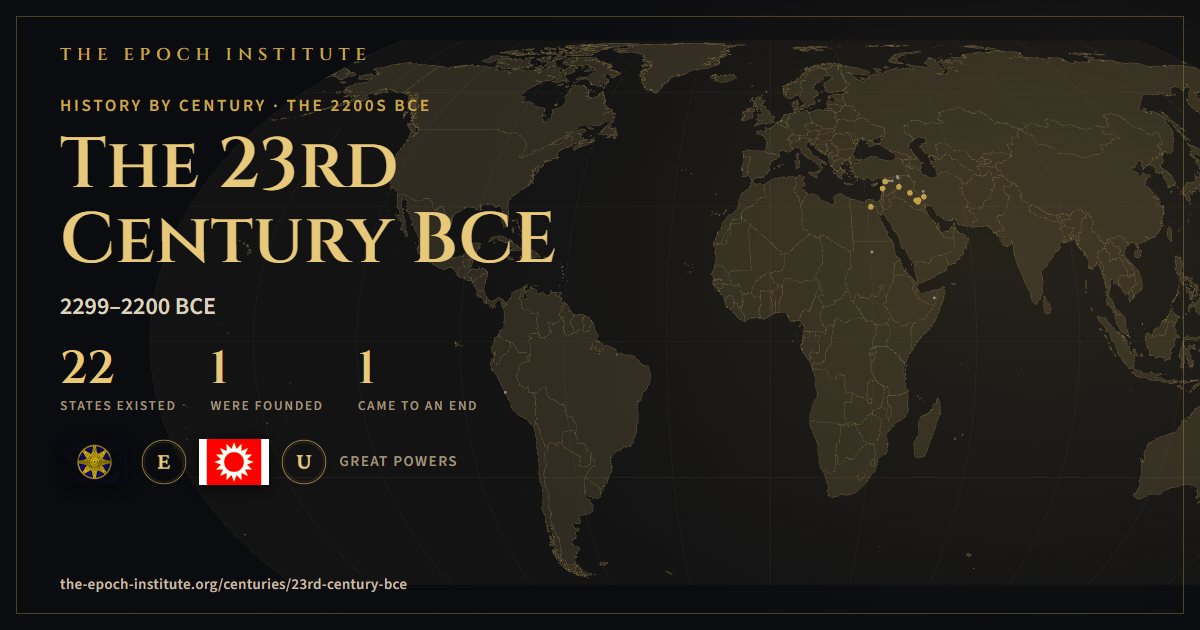 THE EPOCH INSTITUTE
HISTORY BY CENTURY · THE 2200S BCE
THE 23RD
CENTURY BCE
2299–2200 BCE
22 1 1
STATES EXISTED · WERE FOUNDED CAME TO AN END
E U GREAT POWERS
the-epoch-institute.org/centuries/23rd-century-bce